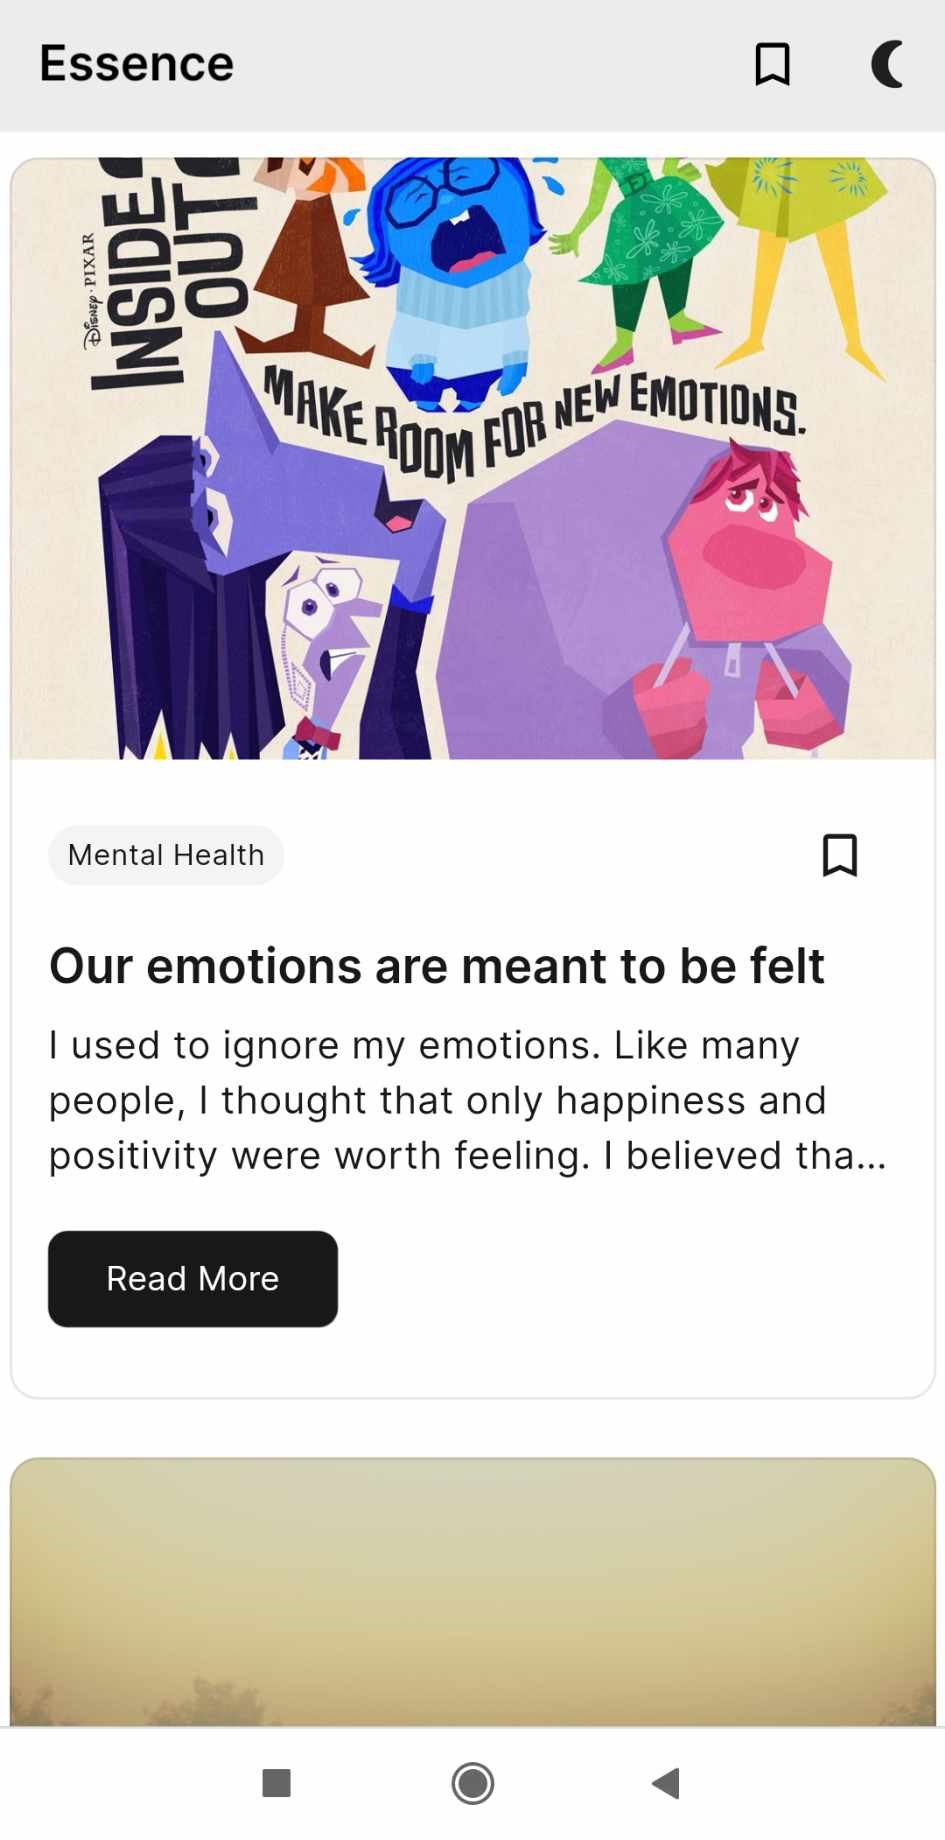 Essence
Disney · PIXAR
INSIDE
OUT
MAKE ROOM FOR NEW EMOTIONS.
Mental Health
Our emotions are meant to be felt
I used to ignore my emotions. Like many
people, I thought that only happiness and
positivity were worth feeling. I believed tha...
Read More